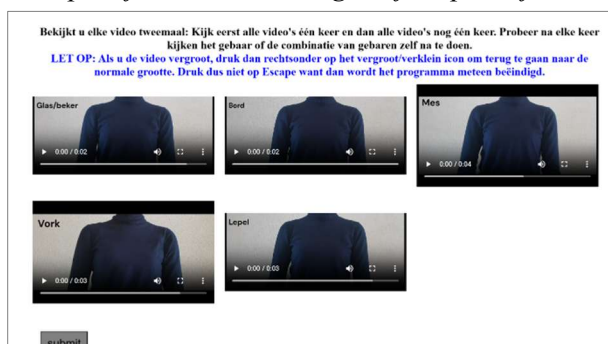 Bekijkt u elke video tweemaal: Kijk eerst alle video's één keer en dan alle video's nog één keer. Probeer na elke keer
kijken het gebaar of de combinatie van gebaren zelf na te doen.
LET OP: Als u de video vergroot, druk dan rechtsonder op het vergroot/verklein icon om terug te gaan naar de
normale grootte. Druk dus niet op Escape want dan wordt het programma meteen beëindigd.
Glas/beker
Bord
Mes
0:00 / 0:02
0:00 / 0:02
0:00 / 0:04
Vork
Lepel
0:00 / 0:03
0:00 / 0:03
submit